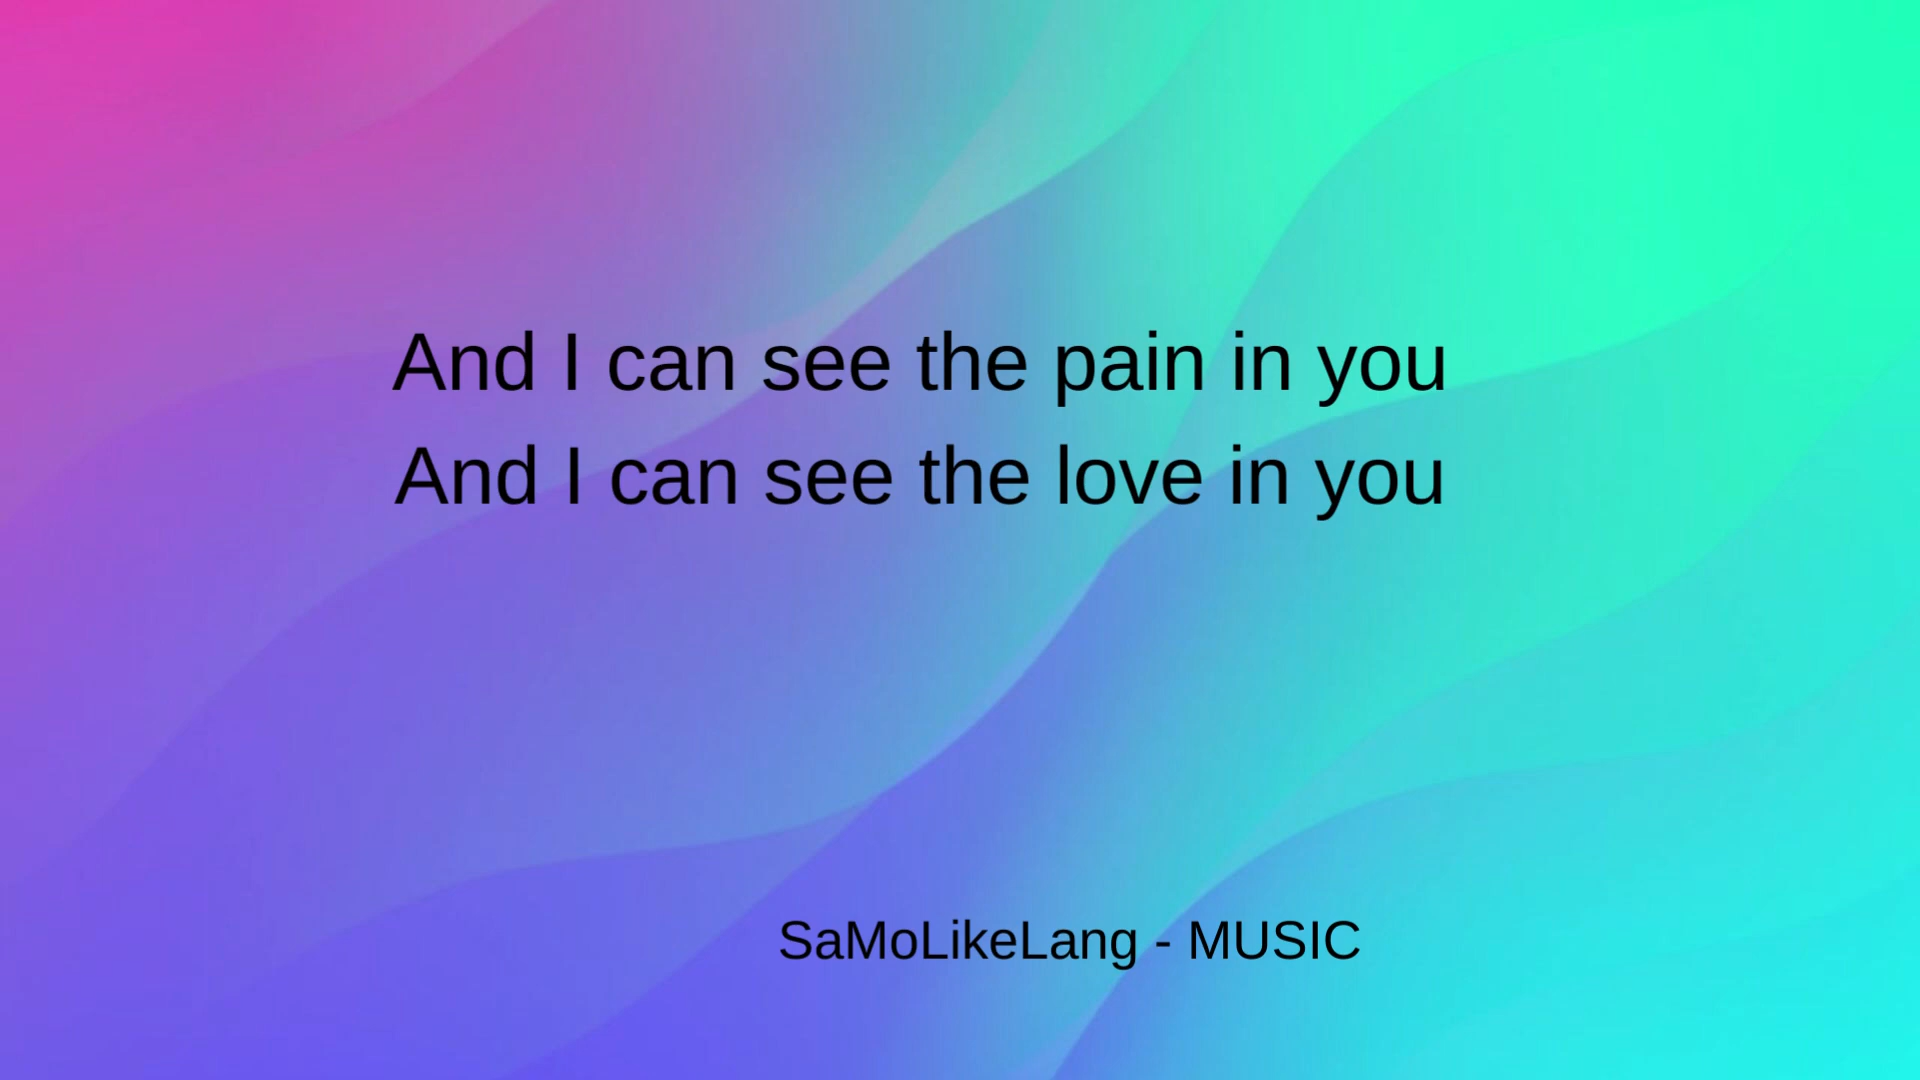 And I can see the pain in you
And I can see the love in you
SaMoLikeLang - MUSIC